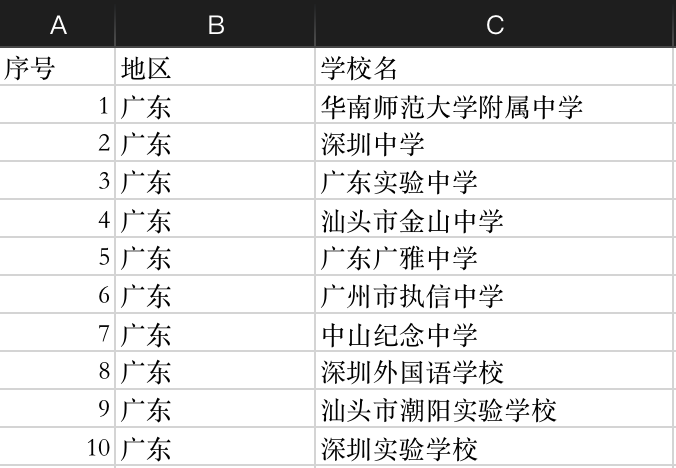 A B C
序号 地区 学校名
1 广东 华南师范大学附属中学
2 广东 深圳中学
3 广东 广东实验中学
4 广东 汕头市金山中学
5 广东 广东广雅中学
6 广东 广州市执信中学
7 广东 中山纪念中学
8 广东 深圳外国语学校
9 广东 汕头市潮阳实验学校
10 广东 深圳实验学校